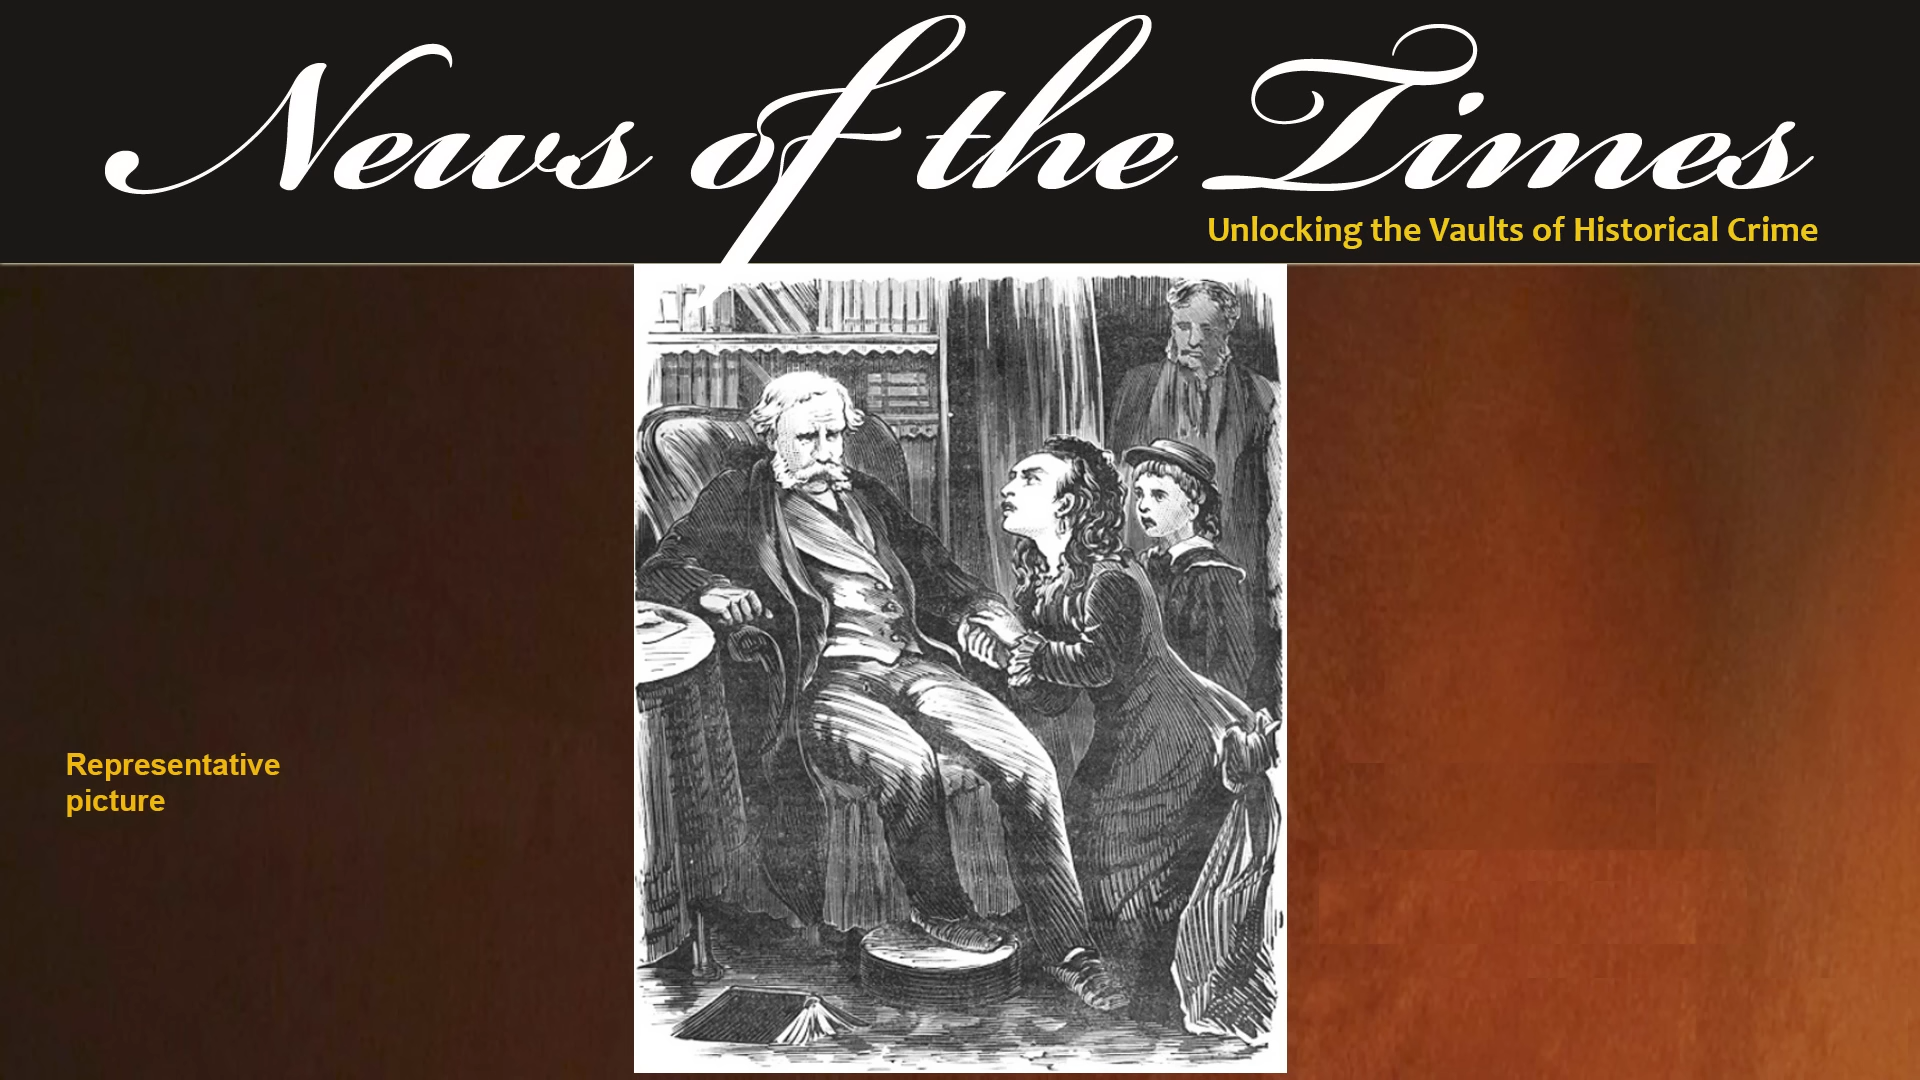 News of the Times
Unlocking the Vaults of Historical Crime
Representative
picture